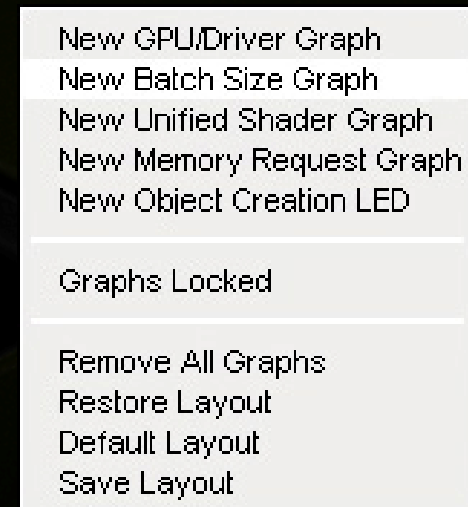 New GPU/Driver Graph
New Batch Size Graph
New Unified Shader Graph
New Memory Request Graph
New Object Creation LED
Graphs Locked
Remove All Graphs
Restore Layout
Default Layout
Save Layout